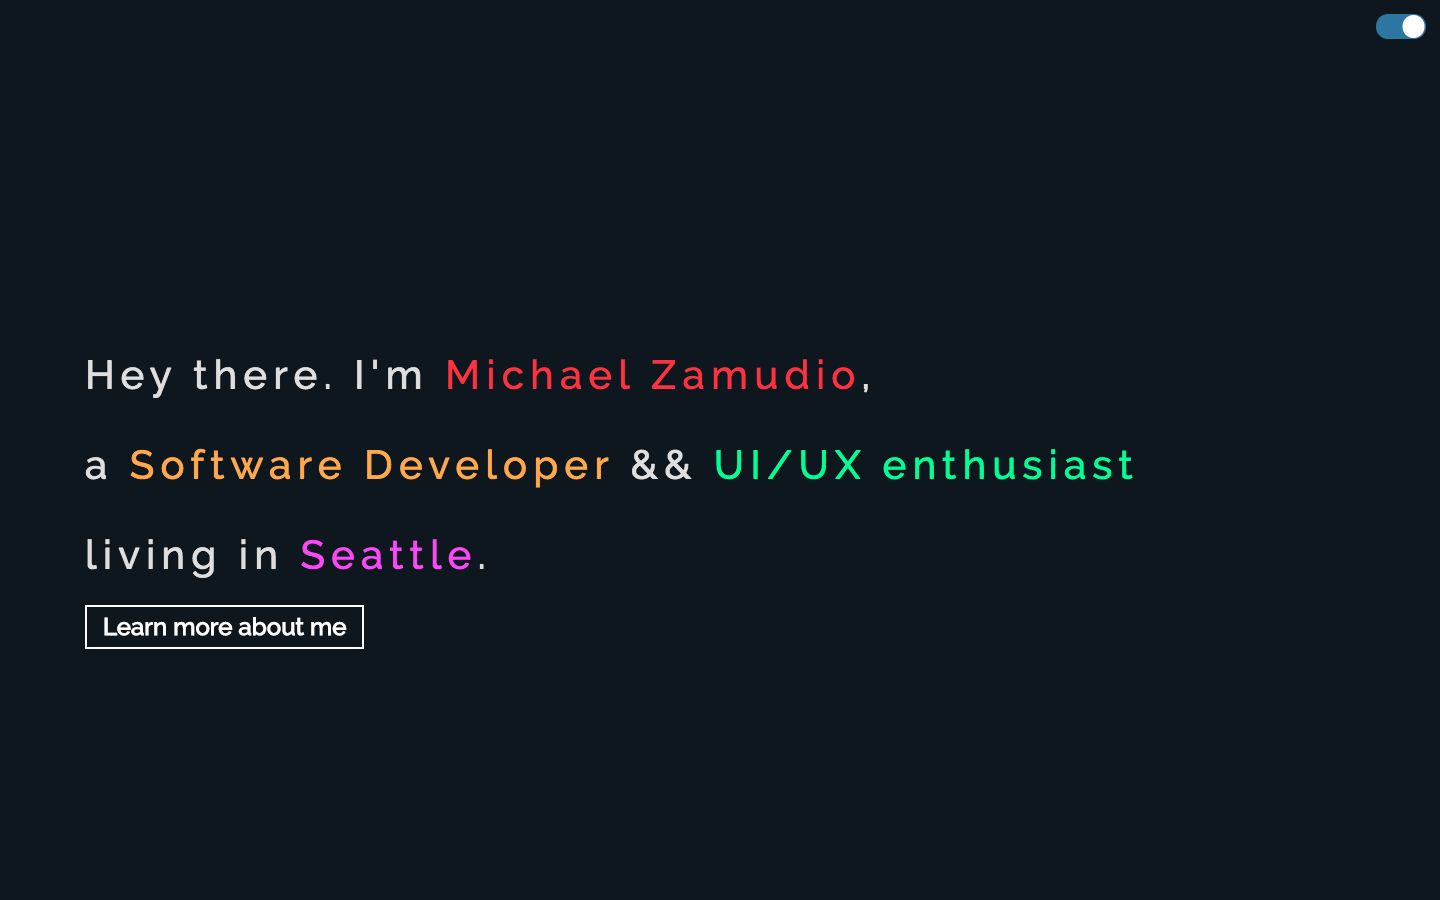 Hey there. I'm Michael Zamudio,
a Software Developer && UI/UX enthusiast
living in Seattle.
Learn more about me